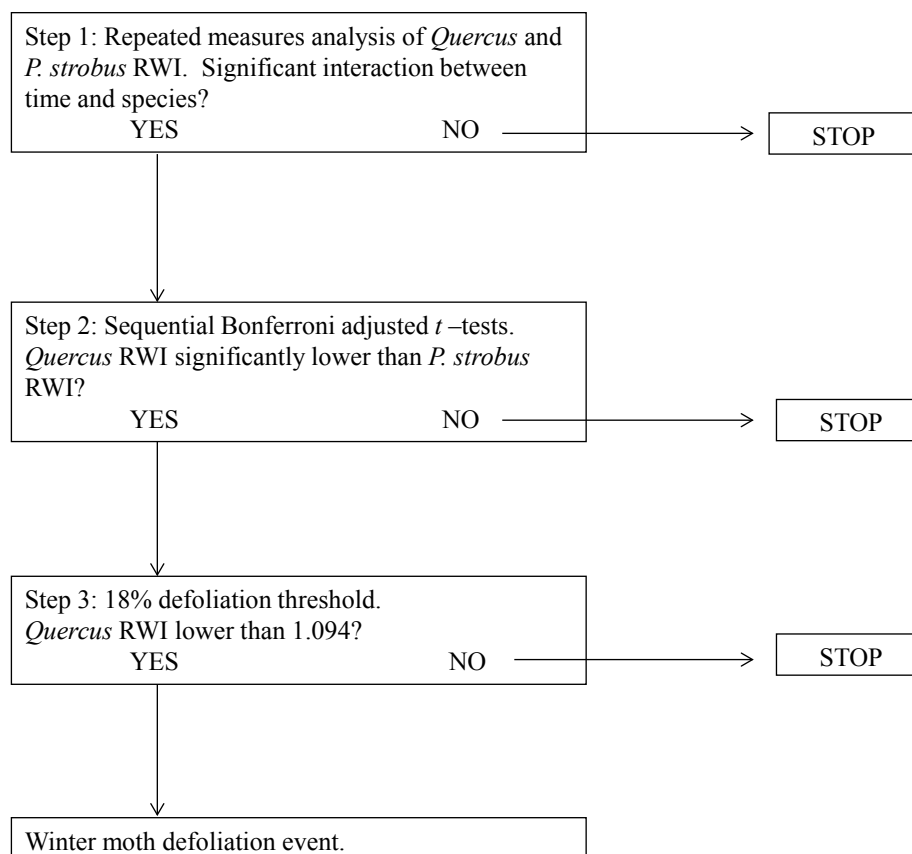 Step 1: Repeated measures analysis of Quercus and
P. strobus RWI.  Significant interaction between
time and species?
YES NO STOP
Step 2: Sequential Bonferroni adjusted t –tests.
Quercus RWI significantly lower than P. strobus
RWI?
YES NO STOP
Step 3: 18% defoliation threshold.
Quercus RWI lower than 1.094?
YES NO STOP
Winter moth defoliation event.